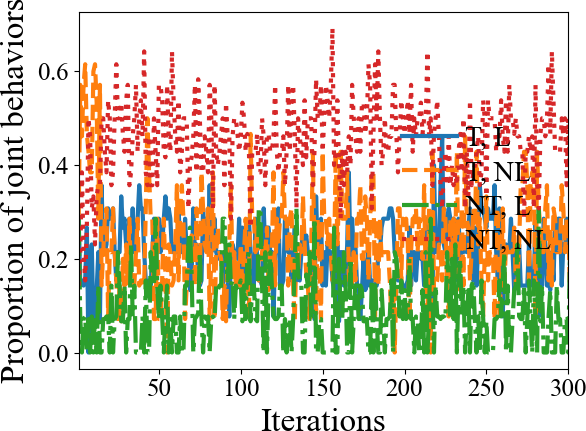 Proportion of joint behaviors
0.6
0.4
0.2
0.0
T, L
T, NL
NT, L
NT, NL
50
100
150
200
250
300
Iterations